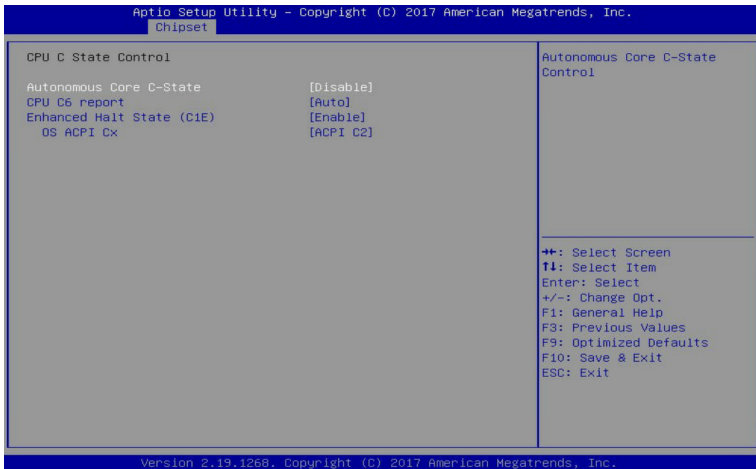 Aptio Setup Utility – Copyright (C) 2017 American Megatrends, Inc.
Chipset
CPU C State Control
Autonomous Core C-State [Disable]
CPU C6 report [Auto]
Enhanced Halt State (C1E) [Enable]
OS ACPI Cx [ACPI C2]
Autonomous Core C-State
Control
→←: Select Screen
↑↓: Select Item
Enter: Select
+/-: Change Opt.
F1: General Help
F3: Previous Values
F9: Optimized Defaults
F10: Save & Exit
ESC: Exit
Version 2.19.1268. Copyright (C) 2017 American Megatrends, Inc.